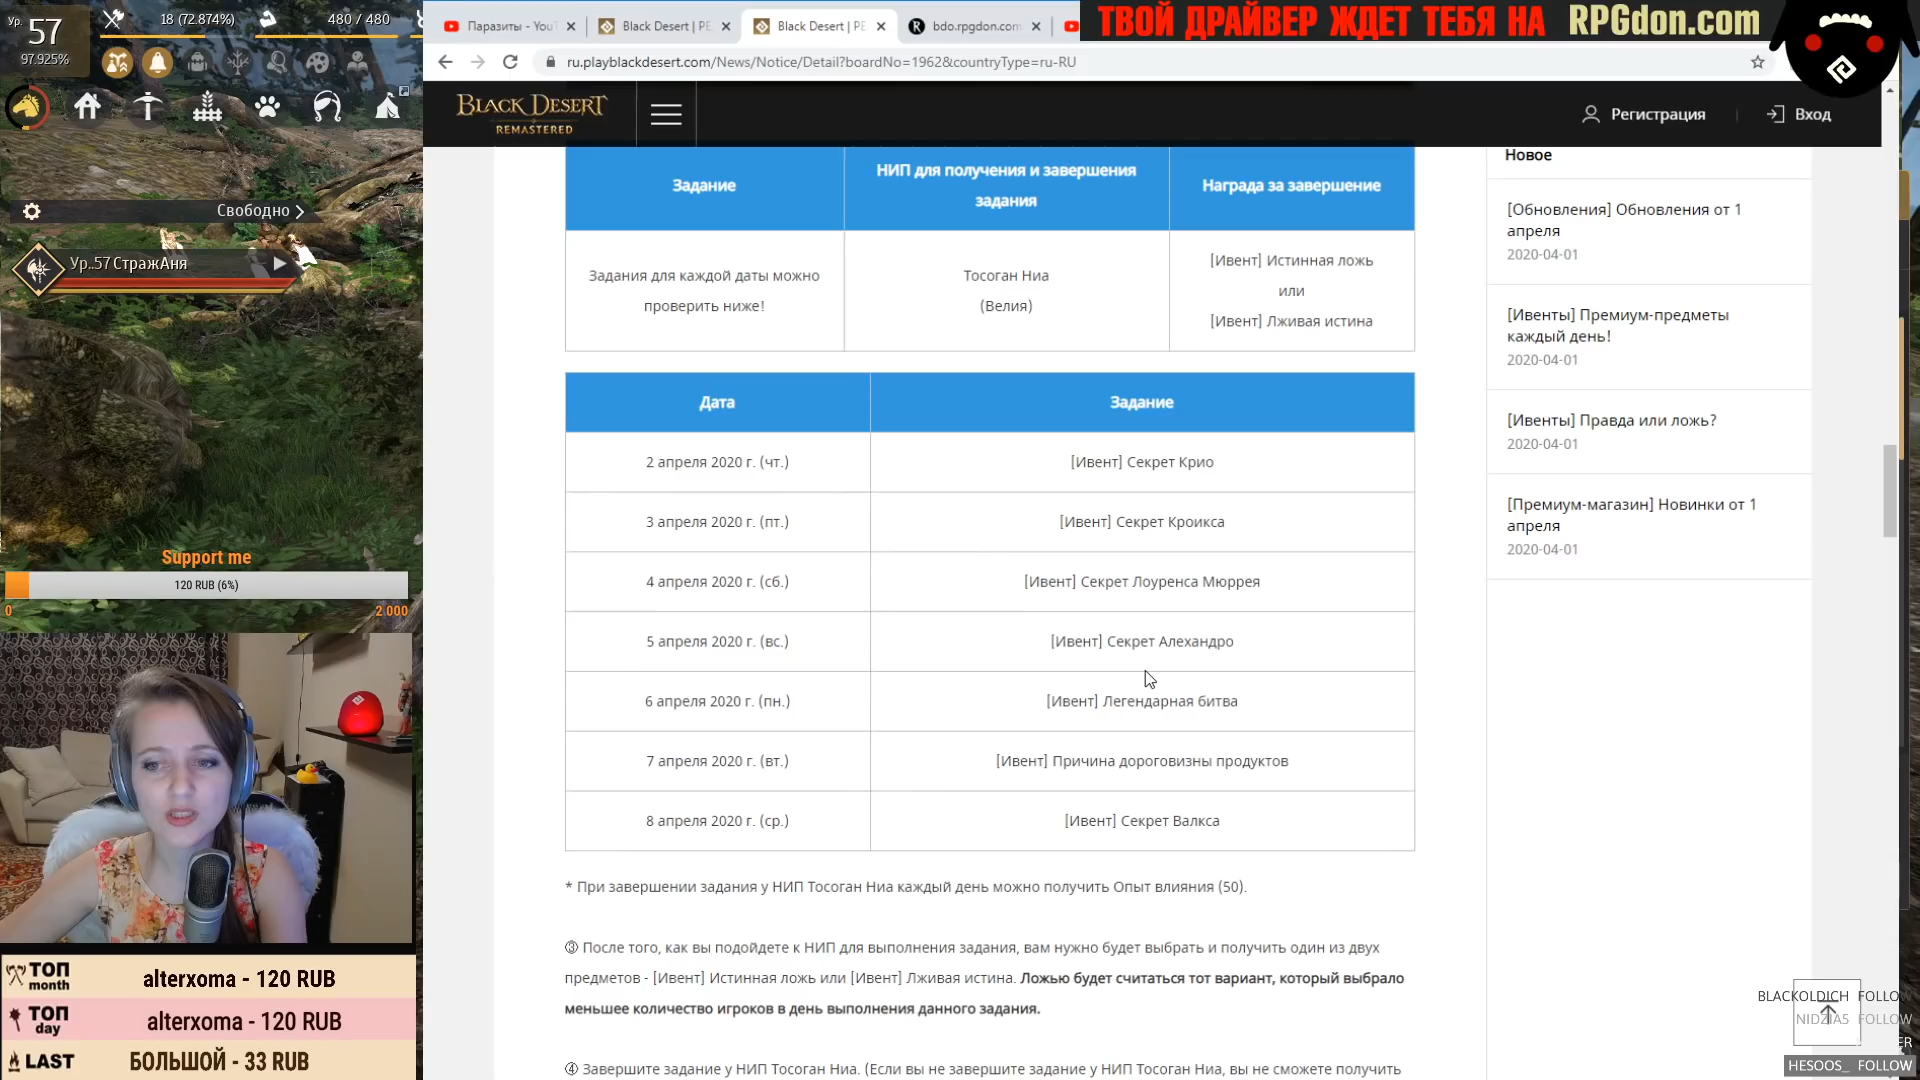 Ур.
57
97.925%
18 (72.874%)
480 / 480
Свободно
Ур..57 СтражАня
Support me
120 RUB (6%)
0
2 000
ТОП month
alterxoma - 120 RUB
ТОП day
alterxoma - 120 RUB
LAST
БОЛЬШОЙ - 33 RUB
Паразиты - YouT
Black Desert | РЕ
Black Desert | РЕ
bdo.rpgdon.com
ТВОЙ ДРАЙВЕР ЖДЕТ ТЕБЯ НА RPGdon.com
ru.playblackdesert.com/News/Notice/Detail?boardNo=1962&countryType=ru-RU
BLACK DESERT
REMASTERED
Регистрация
Вход
Задание
НИП для получения и завершения задания
Награда за завершение
Задания для каждой даты можно
проверить ниже!
Тосоган Ниа
(Велия)
[Ивент] Истинная ложь
или
[Ивент] Лживая истина
Дата
Задание
2 апреля 2020 г. (чт.)
[Ивент] Секрет Крио
3 апреля 2020 г. (пт.)
[Ивент] Секрет Кроикса
4 апреля 2020 г. (сб.)
[Ивент] Секрет Лоуренса Мюррея
5 апреля 2020 г. (вс.)
[Ивент] Секрет Алехандро
6 апреля 2020 г. (пн.)
[Ивент] Легендарная битва
7 апреля 2020 г. (вт.)
[Ивент] Причина дороговизны продуктов
8 апреля 2020 г. (ср.)
[Ивент] Секрет Валкса
* При завершении задания у НИП Тосоган Ниа каждый день можно получить Опыт влияния (50).
③ После того, как вы подойдете к НИП для выполнения задания, вам нужно будет выбрать и получить один из двух
предметов - [Ивент] Истинная ложь или [Ивент] Лживая истина. Ложью будет считаться тот вариант, который выбрало
меньшее количество игроков в день выполнения данного задания.
④ Завершите задание у НИП Тосоган Ниа. (Если вы не завершите задание у НИП Тосоган Ниа, вы не сможете получить
Новое
[Обновления] Обновления от 1
апреля
2020-04-01
[Ивенты] Премиум-предметы
каждый день!
2020-04-01
[Ивенты] Правда или ложь?
2020-04-01
[Премиум-магазин] Новинки от 1
апреля
2020-04-01
BLACKOLDICH FOLLOW
NIDZIA5 FOLLOW
HESOOS_ FOLLOW